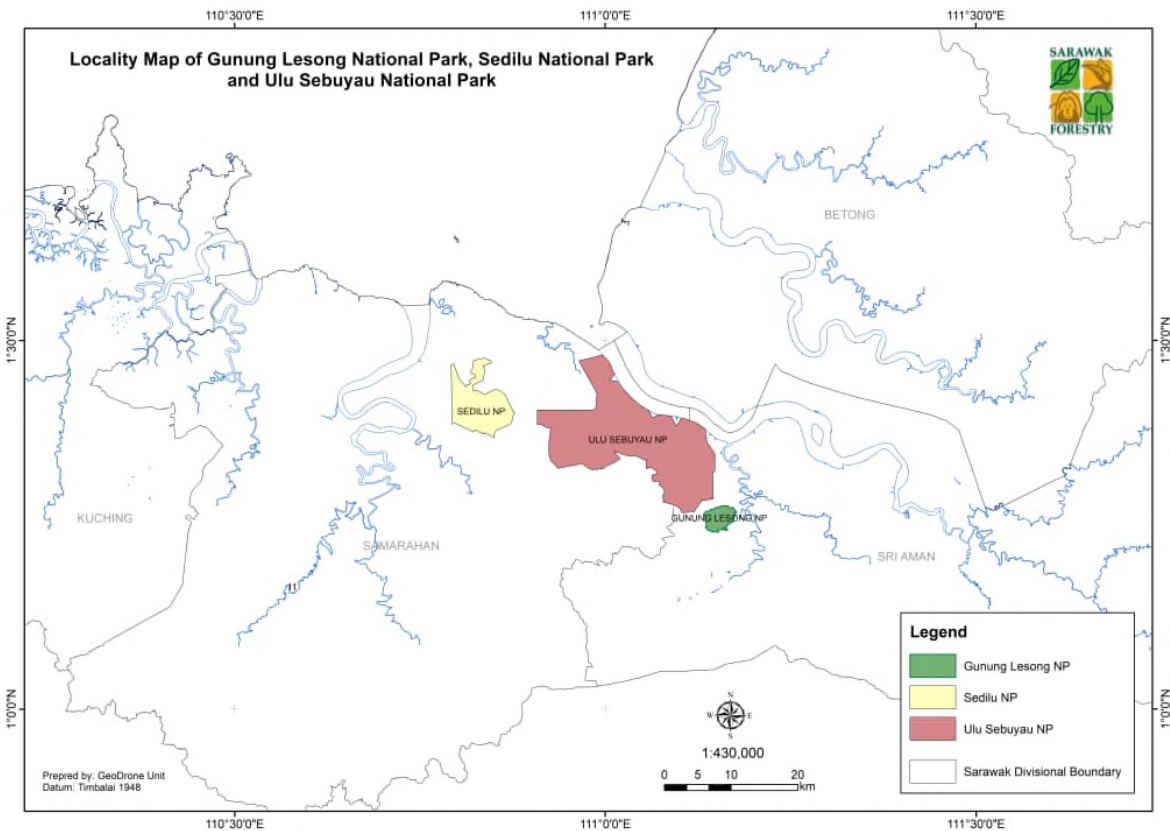 110°30'0"E
111°0'0"E
111°30'0"E
Locality Map of Gunung Lesong National Park, Sedilu National Park
and Ulu Sebuyau National Park
SARAWAK
FORESTRY
BETONG
1°30'0"N
1°30'0"N
SEDILU NP
ULU SEBUYAU NP
KUCHING
GUNUNG LESONG NP
SAMARAHAN
SRI AMAN
Legend
Gunung Lesong NP
Sedilu NP
Ulu Sebuyau NP
Sarawak Divisional Boundary
1°0'0"N
1°0'0"N
N
W E
S
1:430,000
0 5 10 20
km
Prepred by: GeoDrone Unit
Datum: Timbalai 1948
110°30'0"E
111°0'0"E
111°30'0"E